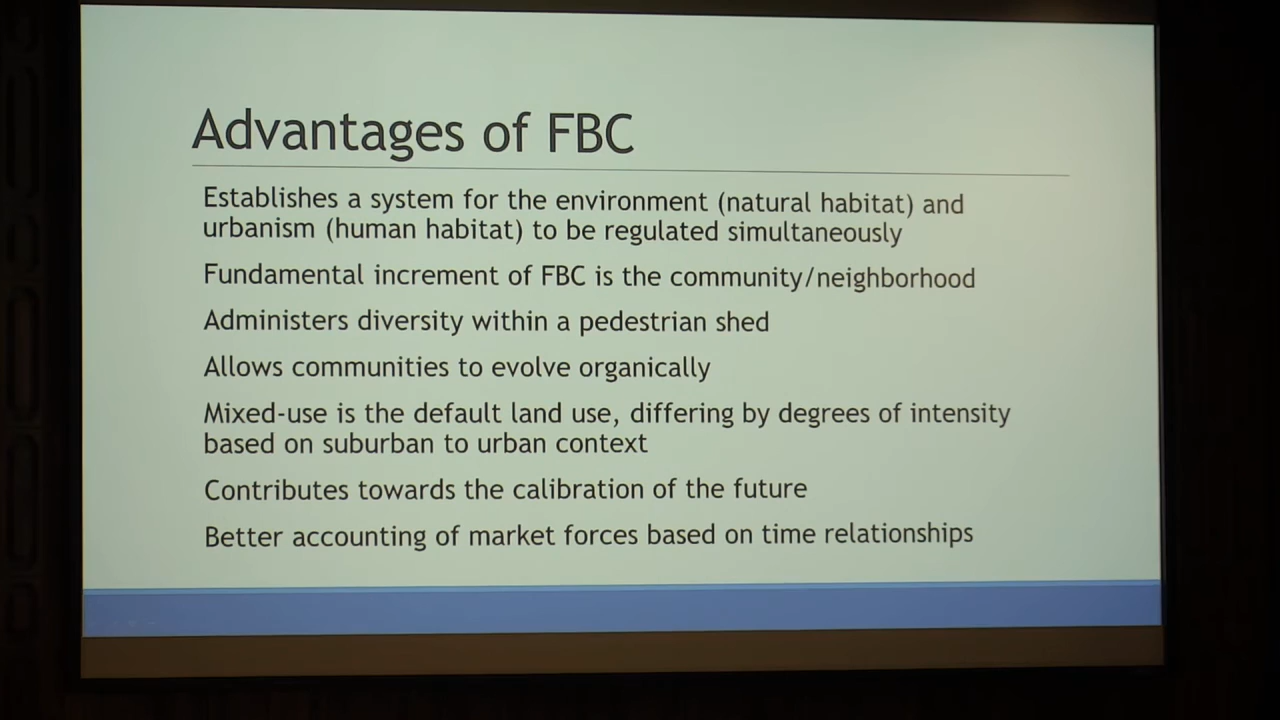 Advantages of FBC
Establishes a system for the environment (natural habitat) and
urbanism (human habitat) to be regulated simultaneously
Fundamental increment of FBC is the community/neighborhood
Administers diversity within a pedestrian shed
Allows communities to evolve organically
Mixed-use is the default land use, differing by degrees of intensity
based on suburban to urban context
Contributes towards the calibration of the future
Better accounting of market forces based on time relationships